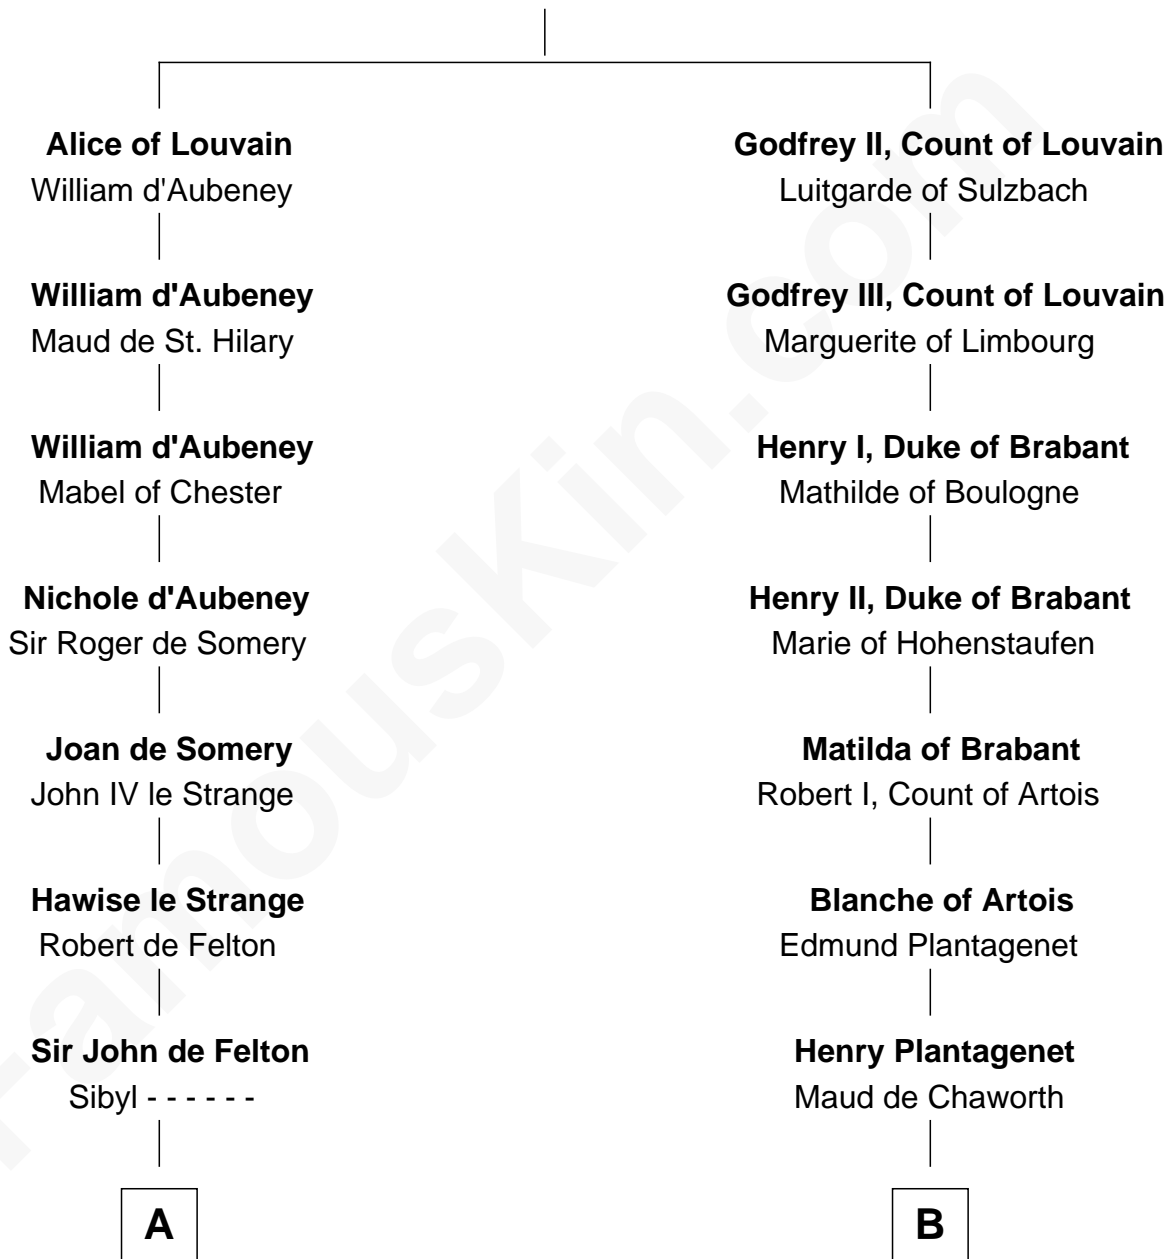 Alice of Louvain
William d'Aubeney
William d'Aubeney
Maud de St. Hilary
William d'Aubeney
Mabel of Chester
Nichole d'Aubeney
Sir Roger de Somery
Joan de Somery
John IV le Strange
Hawise le Strange
Robert de Felton
Sir John de Felton
Sibyl - - - - - -
A
Godfrey II, Count of Louvain
Luitgarde of Sulzbach
Godfrey III, Count of Louvain
Marguerite of Limbourg
Henry I, Duke of Brabant
Mathilde of Boulogne
Henry II, Duke of Brabant
Marie of Hohenstaufen
Matilda of Brabant
Robert I, Count of Artois
Blanche of Artois
Edmund Plantagenet
Henry Plantagenet
Maud de Chaworth
B
FamousKin.com